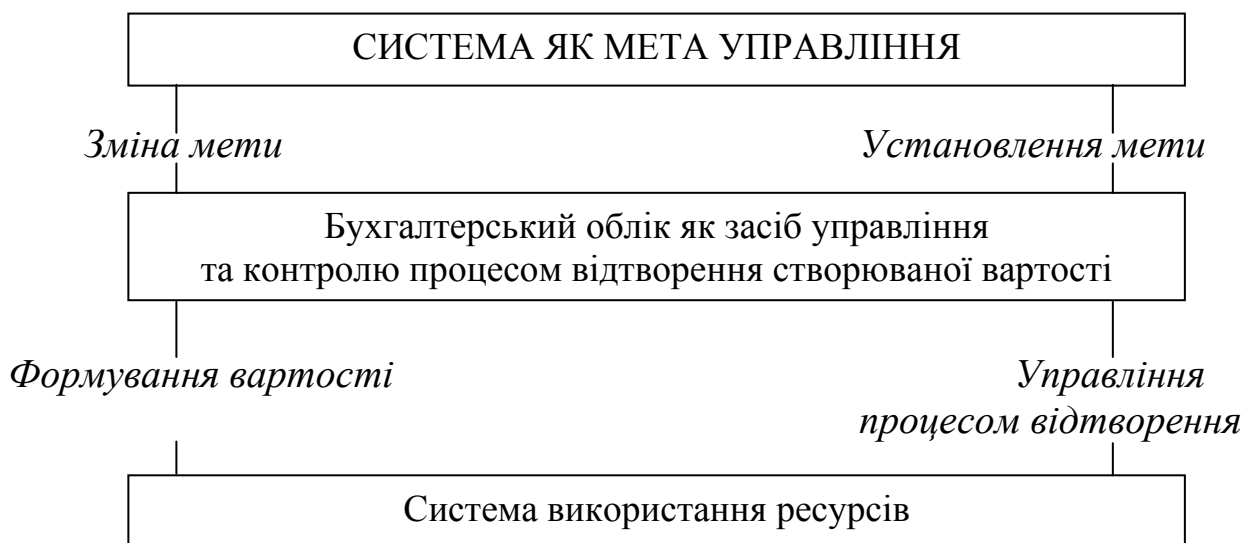 СИСТЕМА ЯК МЕТА УПРАВЛІННЯ
Зміна мети
Установлення мети
Бухгалтерський облік як засіб управління
та контролю процесом відтворення створюваної вартості
Формування вартості
Управління
процесом відтворення
Система використання ресурсів